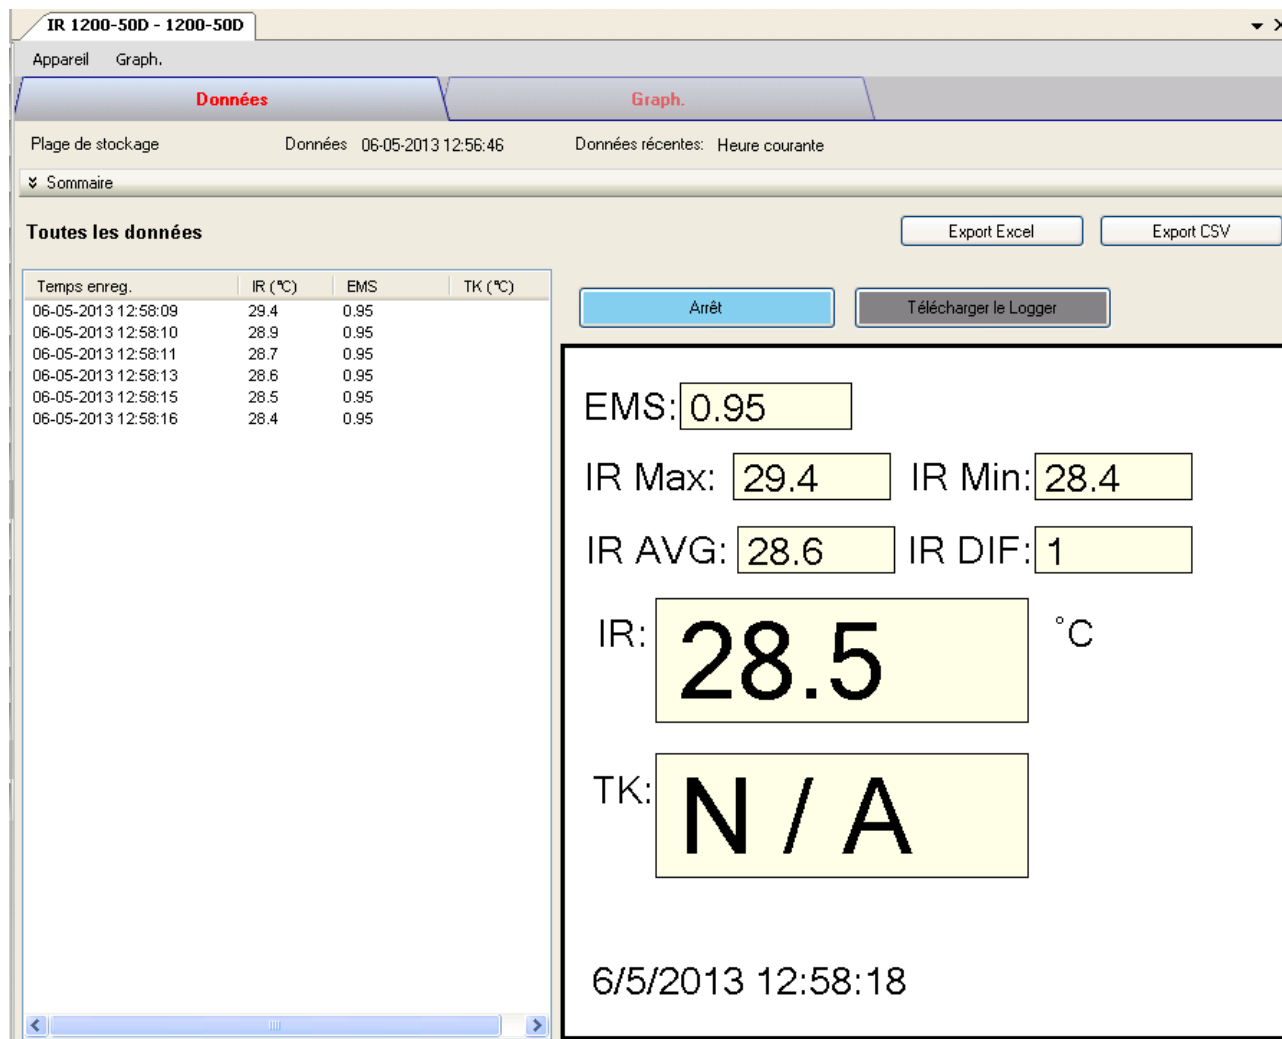 IR 1200-50D - 1200-50D
Appareil Graph.
Données Graph.
Plage de stockage Données 06-05-2013 12:56:46 Données récentes: Heure courante
Sommaire
Toutes les données Export Excel Export CSV
Temps enreg. IR (°C) EMS TK (°C)
06-05-2013 12:58:09 29.4 0.95
06-05-2013 12:58:10 28.9 0.95
06-05-2013 12:58:11 28.7 0.95
06-05-2013 12:58:13 28.6 0.95
06-05-2013 12:58:15 28.5 0.95
06-05-2013 12:58:16 28.4 0.95
Arrêt Télécharger le Logger
EMS: 0.95
IR Max: 29.4 IR Min: 28.4
IR AVG: 28.6 IR DIF: 1
IR: 28.5 °C
TK: N / A
6/5/2013 12:58:18